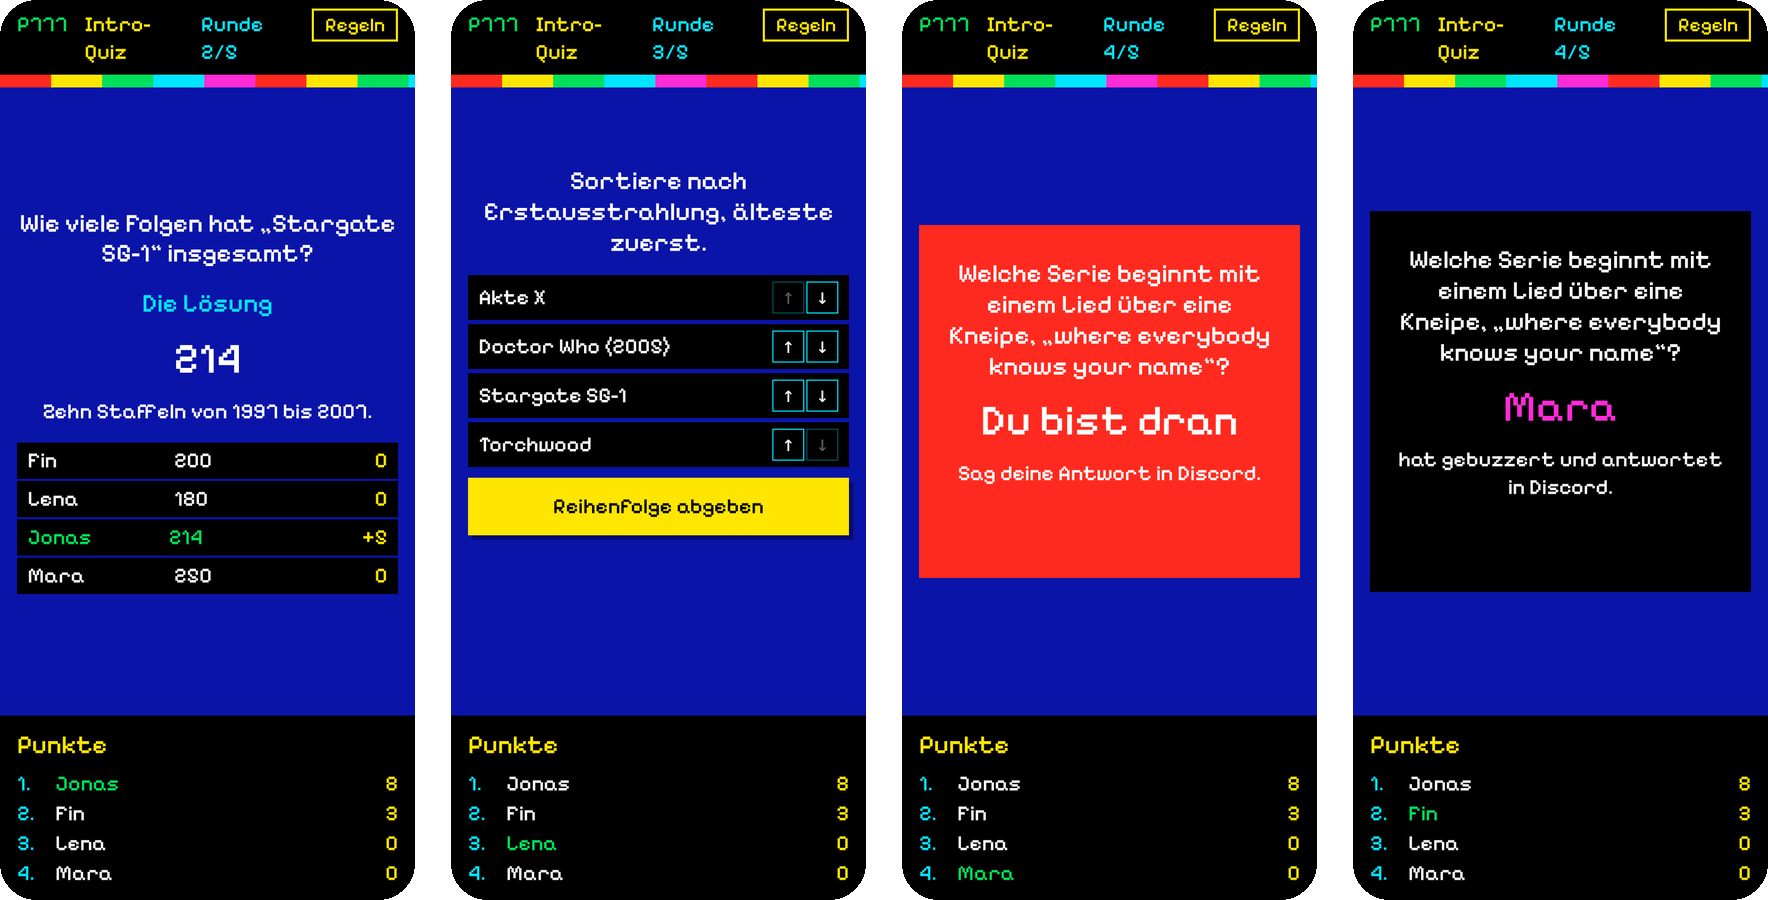 P777
Intro-
Quiz
Runde
2/5
Regeln
Wie viele Folgen hat „Stargate
SG-1“ insgesamt?
Die Lösung
214
Zehn Staffeln von 1997 bis 2007.
Fin 200 0
Lena 180 0
Jonas 214 +5
Mara 250 0
Punkte
1. Jonas 8
2. Fin 3
3. Lena 0
4. Mara 0
P777
Intro-
Quiz
Runde
3/5
Regeln
Sortiere nach
Erstausstrahlung, älteste
zuerst.
Akte X ↑ ↓
Doctor Who (2005) ↑ ↓
Stargate SG-1 ↑ ↓
Torchwood ↑ ↓
Reihenfolge abgeben
Punkte
1. Jonas 8
2. Fin 3
3. Lena 0
4. Mara 0
P777
Intro-
Quiz
Runde
4/5
Regeln
Welche Serie beginnt mit
einem Lied über eine
Kneipe, „where everybody
knows your name“?
Du bist dran
Sag deine Antwort in Discord.
Punkte
1. Jonas 8
2. Fin 3
3. Lena 0
4. Mara 0
P777
Intro-
Quiz
Runde
4/5
Regeln
Welche Serie beginnt mit
einem Lied über eine
Kneipe, „where everybody
knows your name“?
Mara
hat gebuzzert und antwortet
in Discord.
Punkte
1. Jonas 8
2. Fin 3
3. Lena 0
4. Mara 0